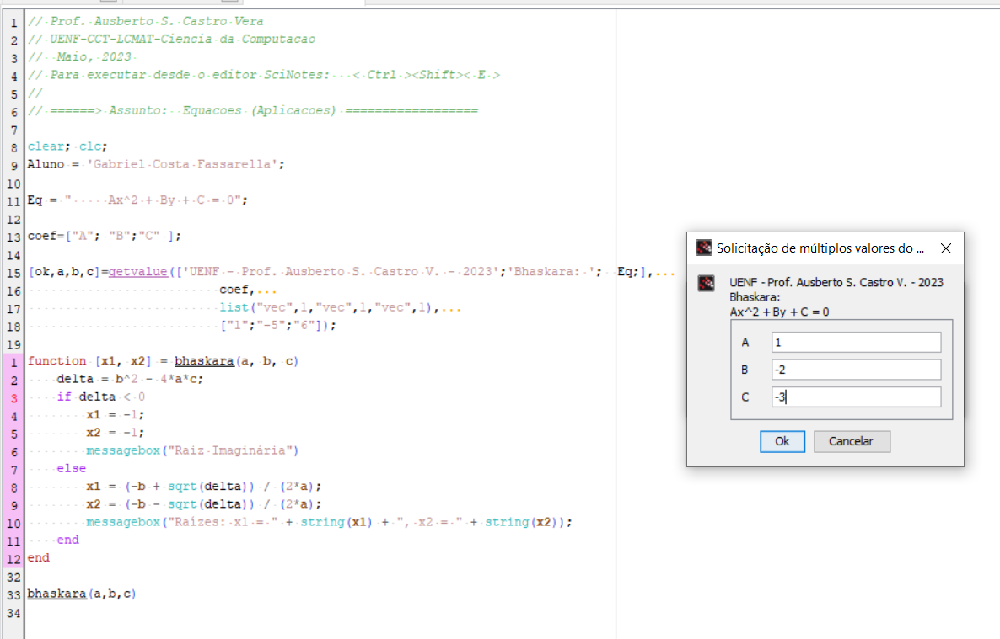 1 // Prof. Ausberto S. Castro Vera
2 // UENF-CCT-LCMAT-Ciencia da Computacao
3 //  Maio, 2023
4 // Para executar desde o editor SciNotes:   < Ctrl ><Shift>< E >
5 //
6 // ======> Assunto:  Equacoes (Aplicacoes) ==================
7
8 clear; clc;
9 Aluno = 'Gabriel Costa Fassarella';
10
11 Eq = "     Ax^2 + By + C = 0";
12
13 coef=["A"; "B";"C" ];
14
15 [ok,a,b,c]=getvalue(['UENF - Prof. Ausberto S. Castro V. - 2023';'Bhaskara: ';  Eq;],...
16                           coef,...
17                           list("vec",1,"vec",1,"vec",1),...
18                           ["1";"-5";"6"]);
19
1 function [x1, x2] = bhaskara(a, b, c)
2     delta = b^2 - 4*a*c;
3     if delta < 0
4         x1 = -1;
5         x2 = -1;
6         messagebox("Raiz Imaginária")
7     else
8         x1 = (-b + sqrt(delta)) / (2*a);
9         x2 = (-b - sqrt(delta)) / (2*a);
10         messagebox("Raízes: x1 = " + string(x1) + ", x2 = " + string(x2));
11     end
12 end
32
33 bhaskara(a,b,c)
34
Solicitação de múltiplos valores do ...
UENF - Prof. Ausberto S. Castro V. - 2023
Bhaskara:
Ax^2 + By + C = 0
A 1
B -2
C -3
Ok Cancelar